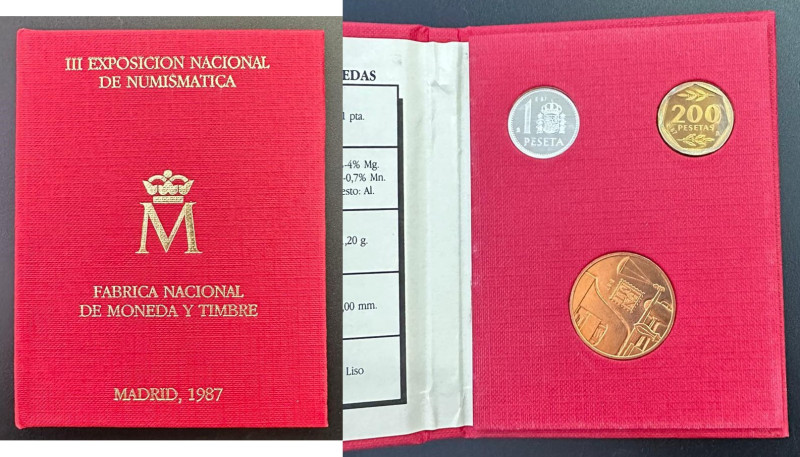 III EXPOSICION NACIONAL
DE NUMISMATICA
M
FABRICA NACIONAL
DE MONEDA Y TIMBRE
MADRID, 1987
EDAS
1 pta.
-4% Mg.
-0,7% Mn.
esto: Al.
,20 g.
,00 mm.
Liso
1
PESETA
200
PESETAS
M